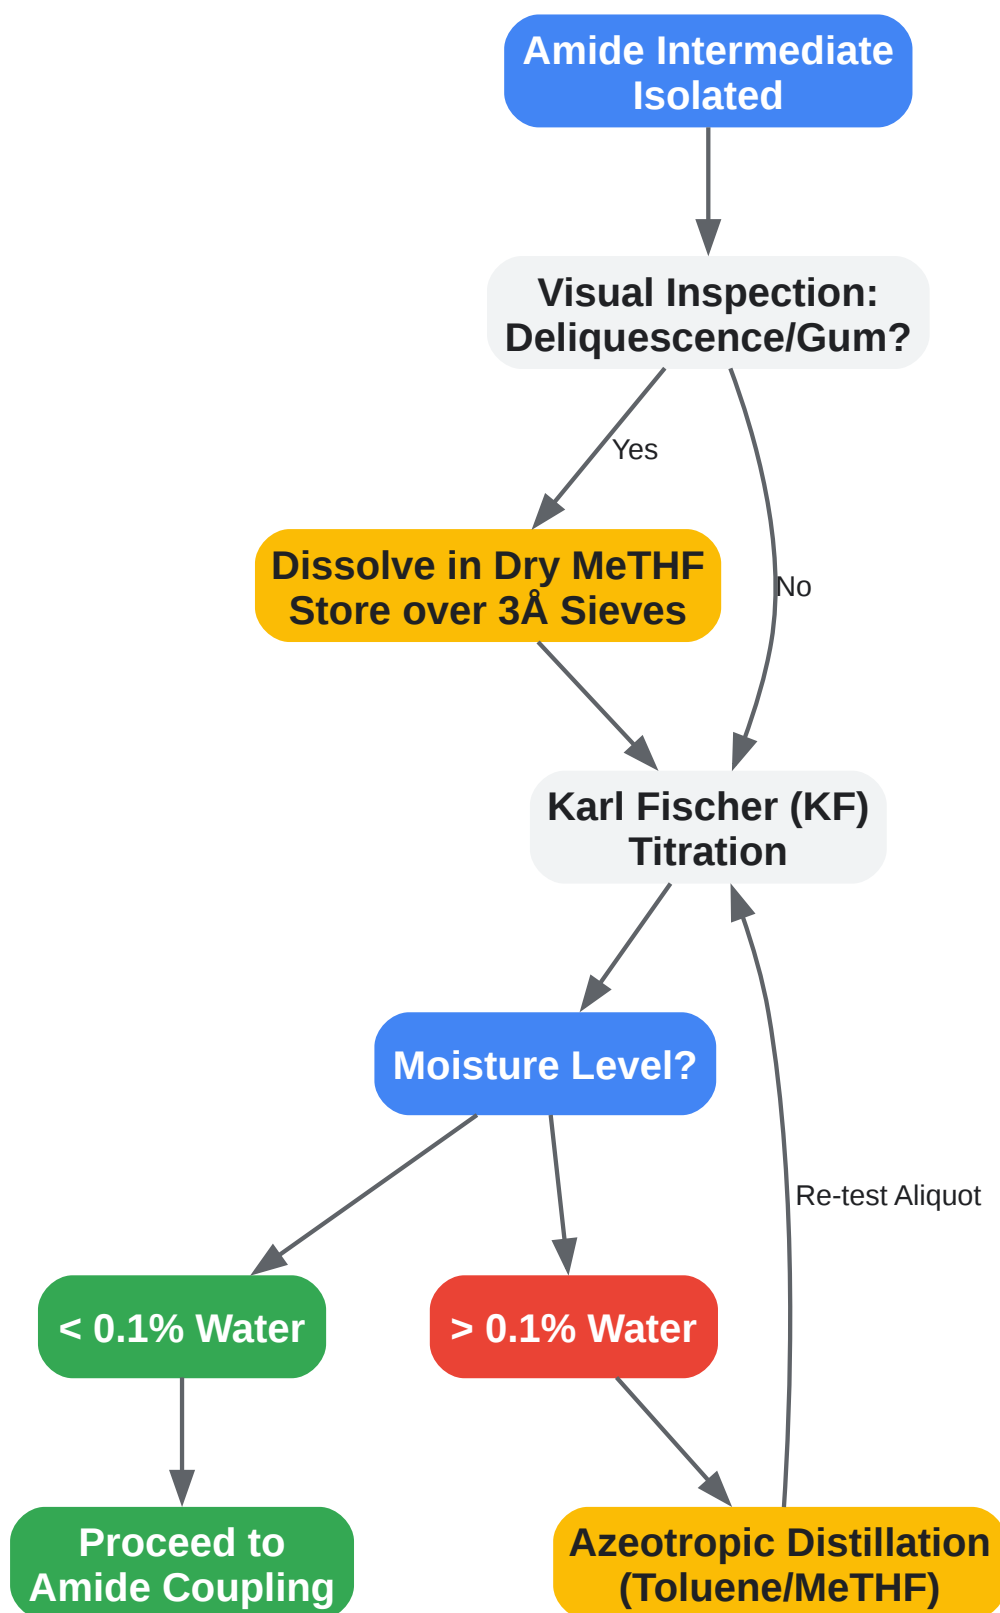 Amide Intermediate
Isolated
Visual Inspection:
Deliquescence/Gum?
Yes
Dissolve in Dry MeTHF
Store over 3Å Sieves
No
Karl Fischer (KF)
Titration
Moisture Level?
Re-test Aliquot
< 0.1% Water
> 0.1% Water
Proceed to
Amide Coupling
Azeotropic Distillation
(Toluene/MeTHF)